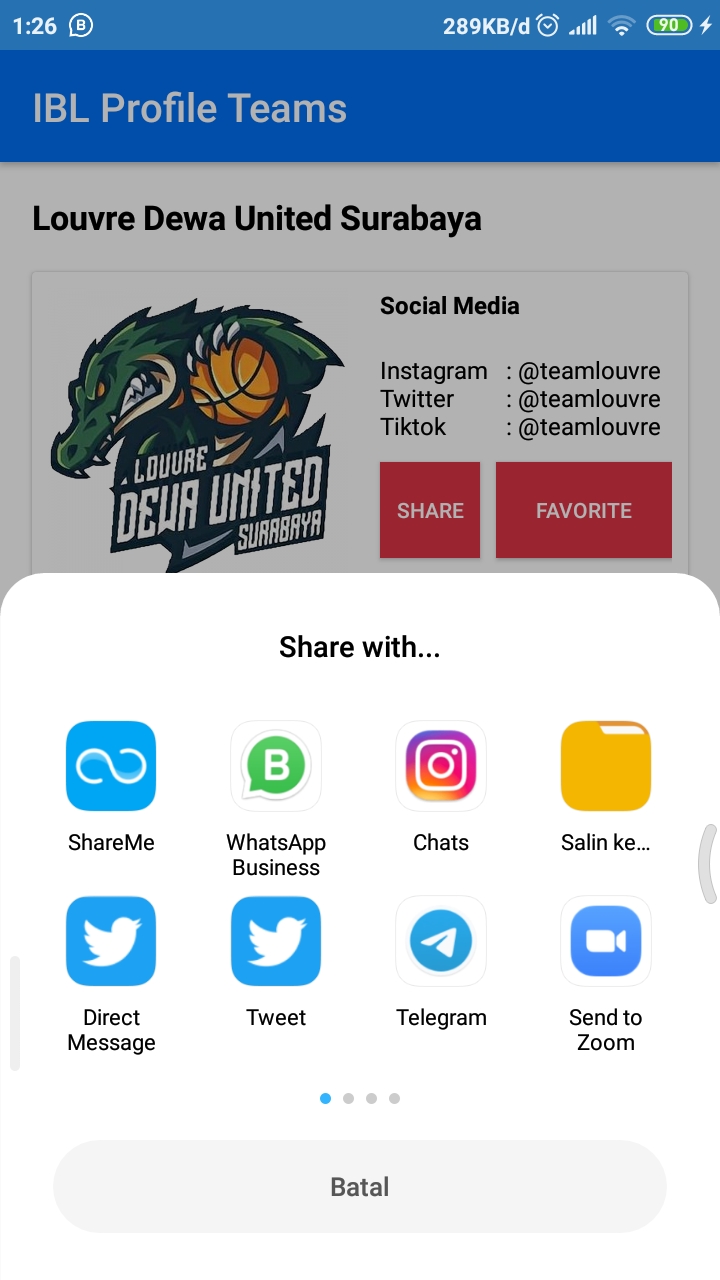 1:26 B 289KB/d 90
IBL Profile Teams
Louvre Dewa United Surabaya
Social Media
Instagram : @teamlouvre
Twitter : @teamlouvre
Tiktok : @teamlouvre
LOUVRE
DEWA UNITED
SURABAYA
SHARE FAVORITE
Share with...
ShareMe
B
WhatsApp
Business
Chats
Salin ke...
Direct
Message
Tweet
Telegram
Send to
Zoom
Batal